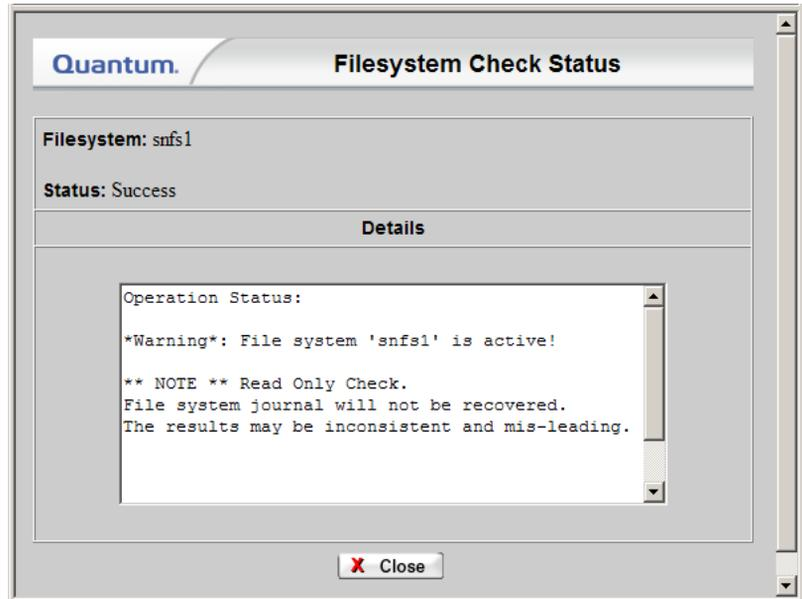 Quantum.
Filesystem Check Status
Filesystem: snfs1
Status: Success
Details
Operation Status:
*Warning*: File system 'snfs1' is active!
** NOTE ** Read Only Check.
File system journal will not be recovered.
The results may be inconsistent and mis-leading.
X Close